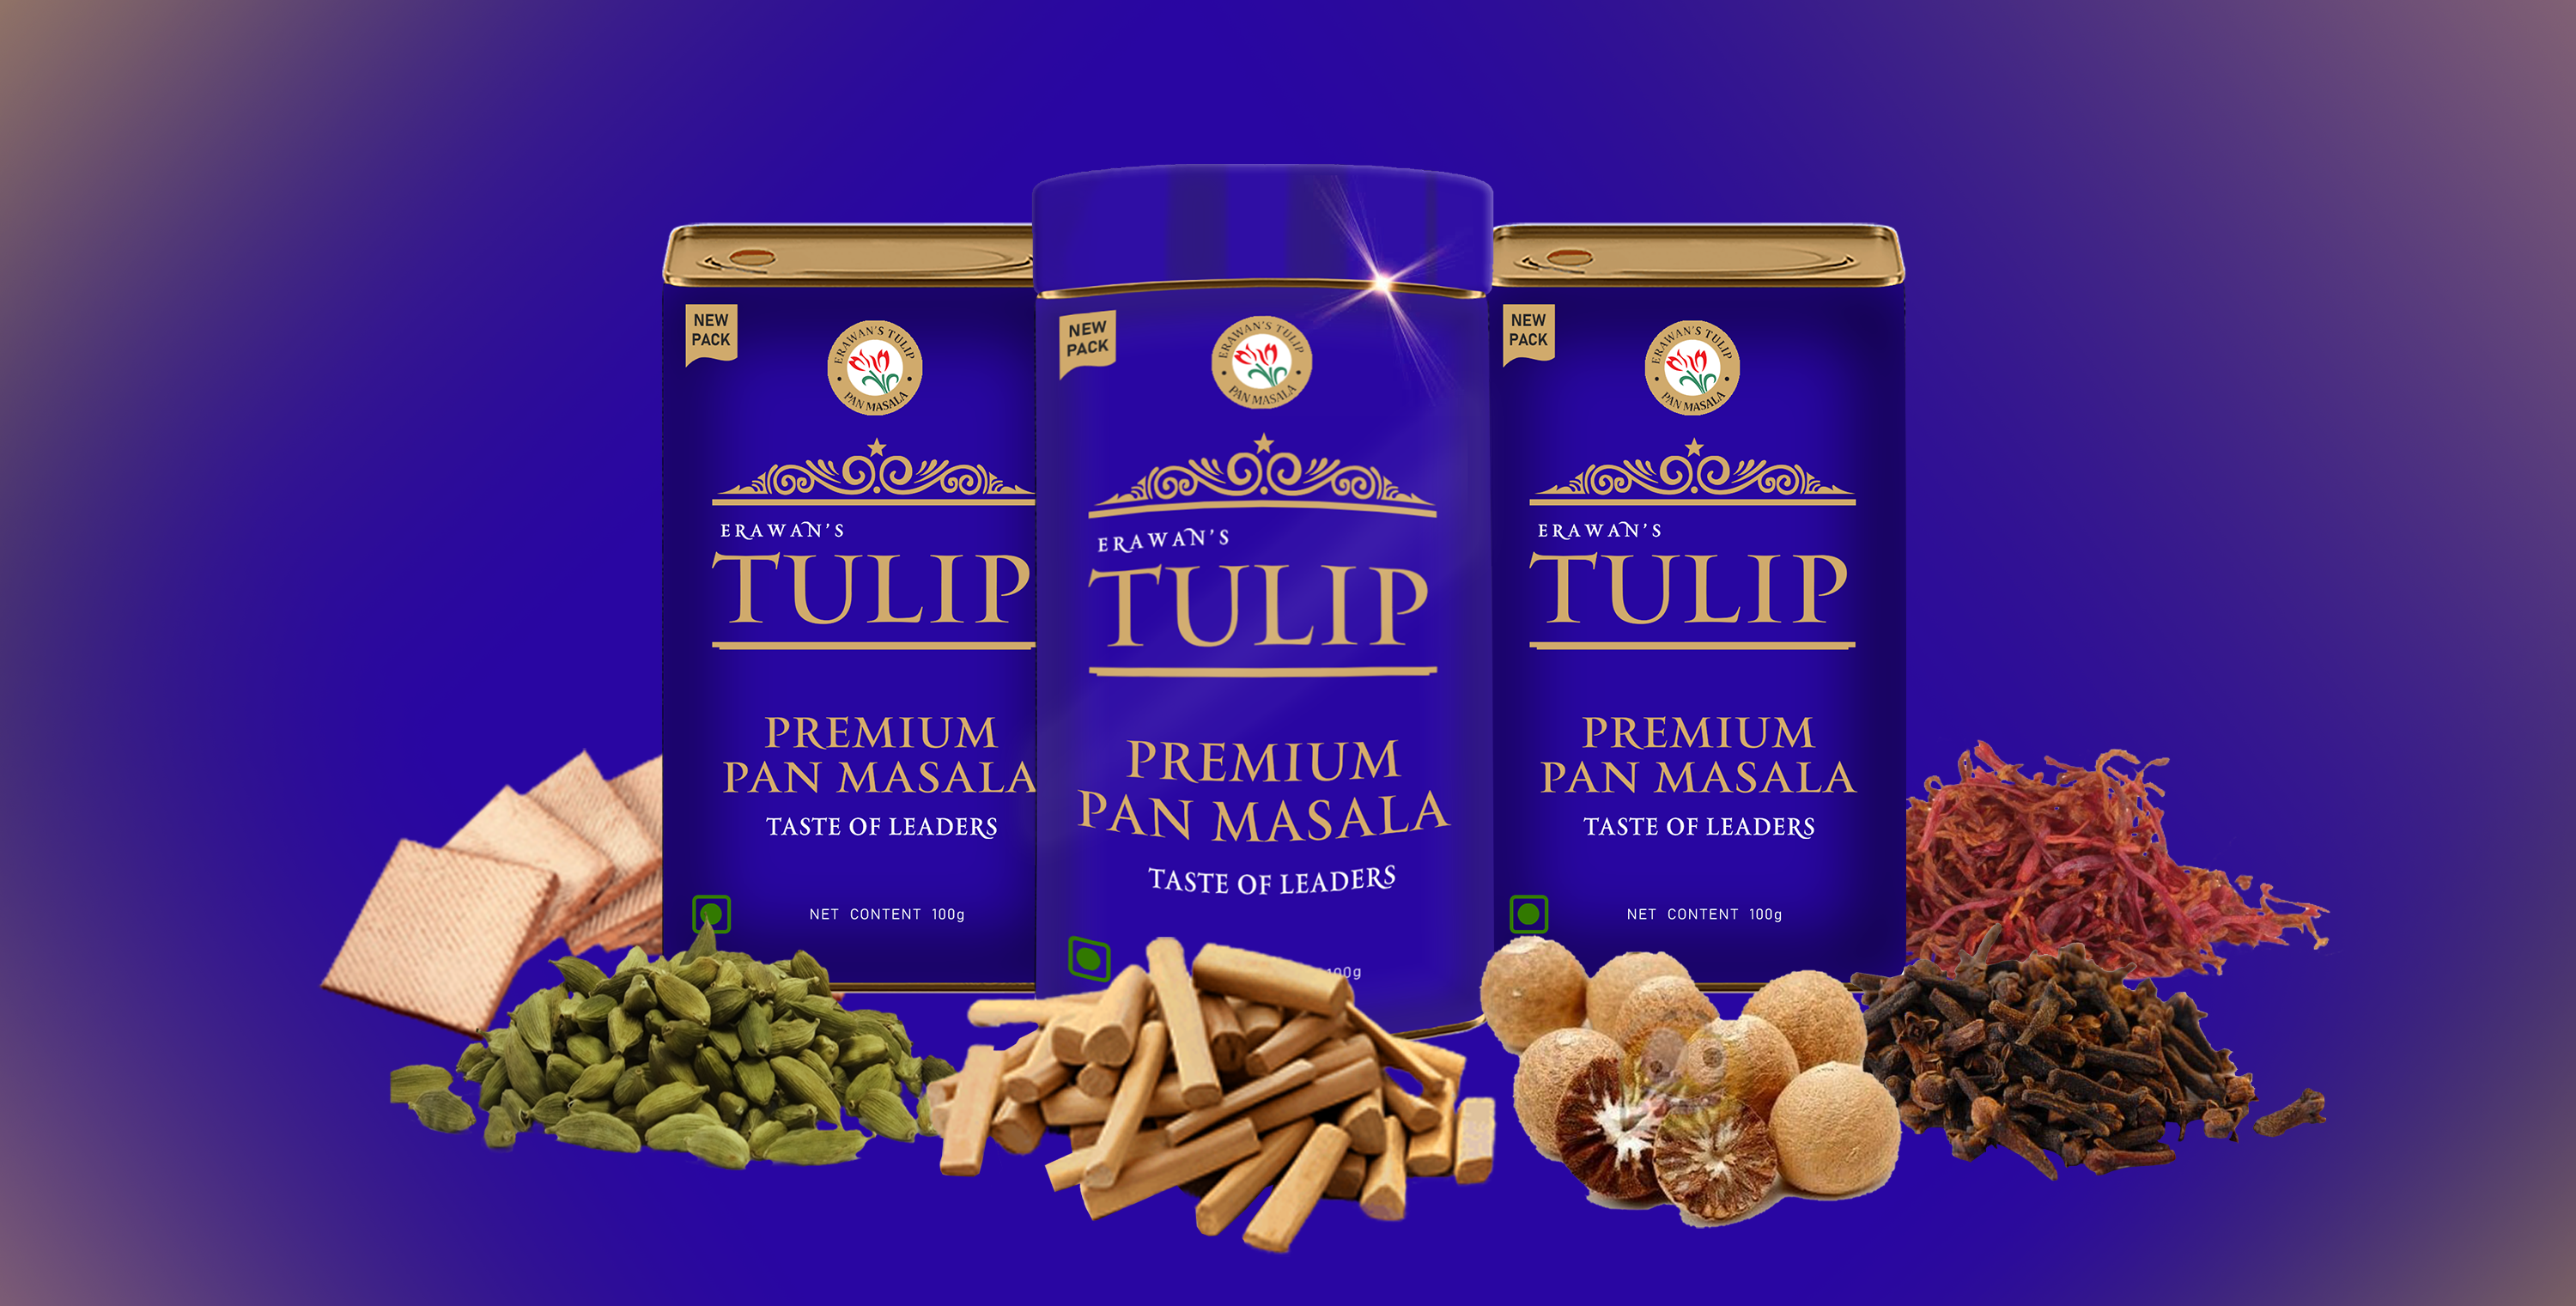 NEW
PACK
ERAWAN'S TULIP
PAN MASALA
ERAWAN'S
TULIP
PREMIUM
PAN MASALA
TASTE OF LEADERS
NET CONTENT 100g
NEW
PACK
ERAWAN'S TULIP
PAN MASALA
ERAWAN'S
TULIP
PREMIUM
PAN MASALA
TASTE OF LEADERS
100g
NEW
PACK
ERAWAN'S TULIP
PAN MASALA
ERAWAN'S
TULIP
PREMIUM
PAN MASALA
TASTE OF LEADERS
NET CONTENT 100g